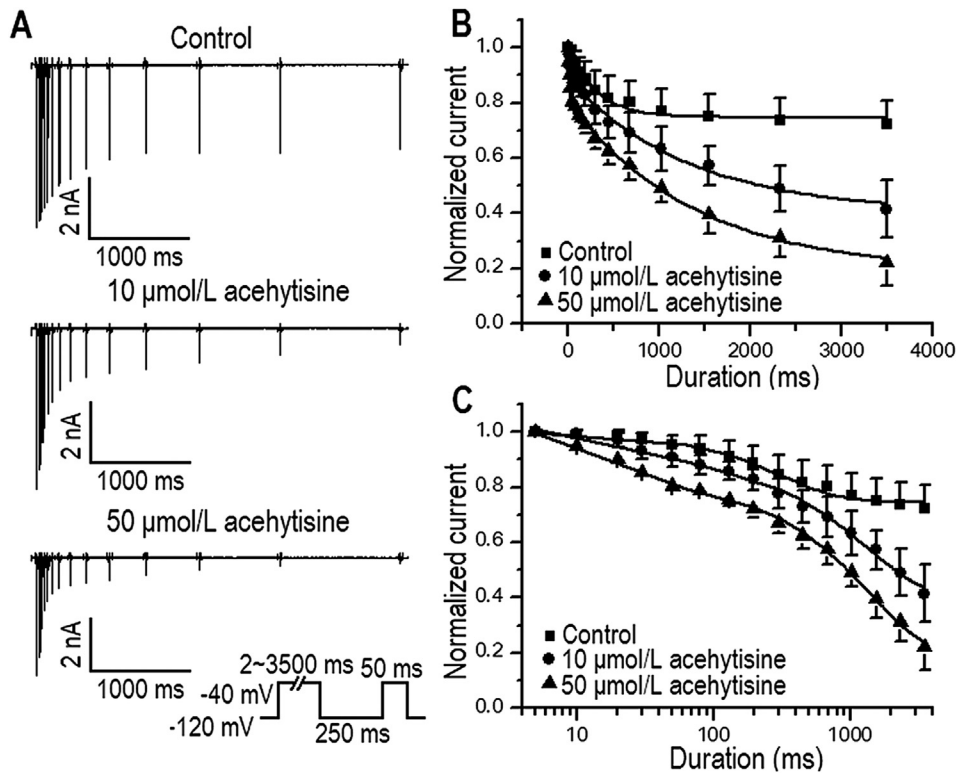 A
Control
2 nA
1000 ms
10 μmol/L acehytisine
2 nA
1000 ms
50 μmol/L acehytisine
2 nA
1000 ms
2~3500 ms
50 ms
-40 mV
-120 mV
250 ms
B
Normalized current
1.0
0.8
0.6
0.4
0.2
0.0
Control
10 μmol/L acehytisine
50 μmol/L acehytisine
0 1000 2000 3000 4000
Duration (ms)
C
Normalized current
1.0
0.8
0.6
0.4
0.2
0.0
Control
10 μmol/L acehytisine
50 μmol/L acehytisine
10 100 1000
Duration (ms)